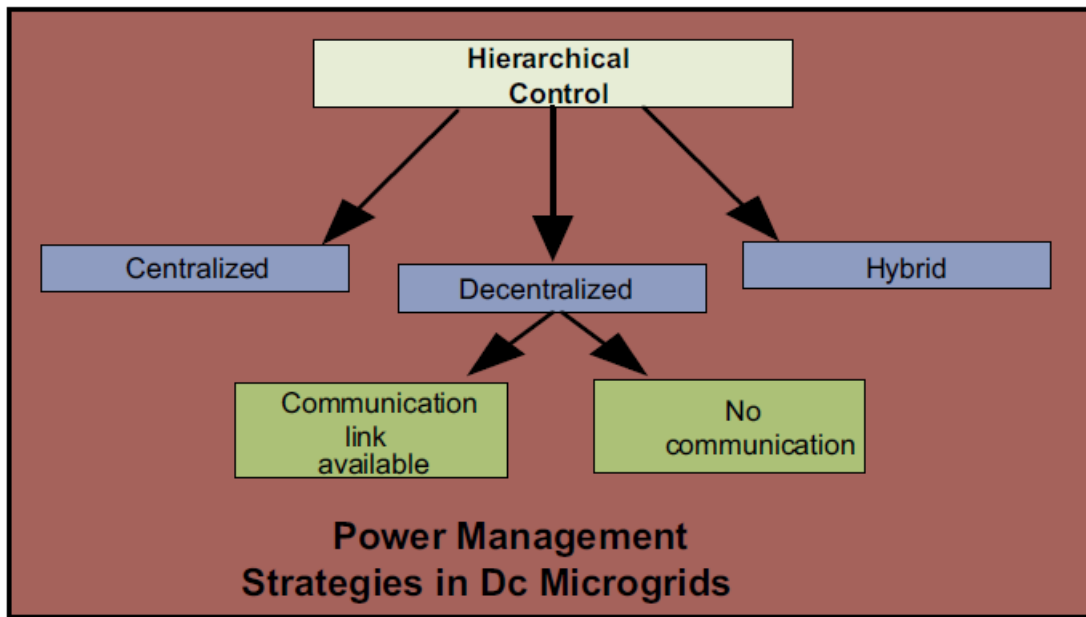 Hierarchical
Control
Centralized
Decentralized
Hybrid
Communication
link
available
No
communication
Power Management
Strategies in Dc Microgrids